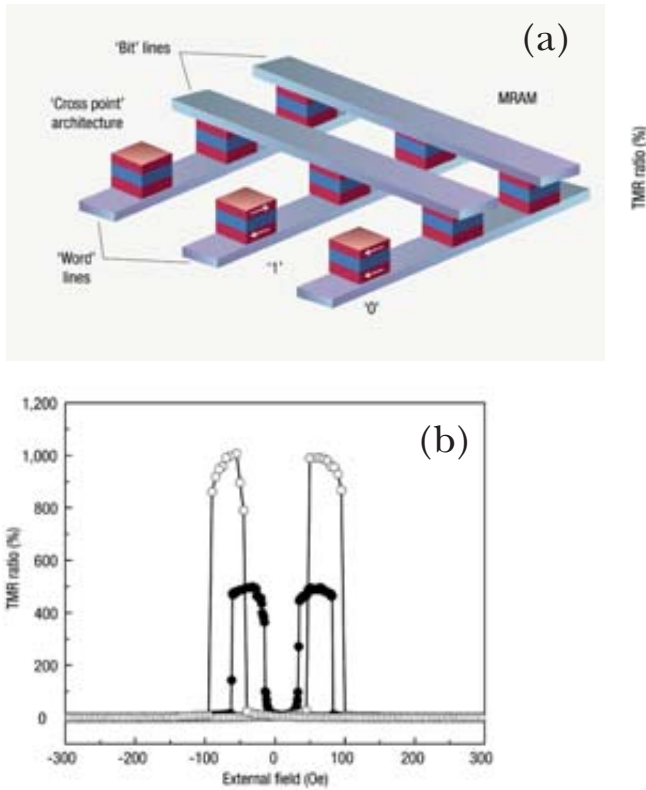 (a)
'Bit' lines
MRAM
'Cross point'
architecture
'Word'
lines
'1'
'0'
TMR ratio (%)
(b)
1,200
1,000
800
600
400
200
0
TMR ratio (%)
-300
-200
-100
0
100
200
300
External field (Oe)